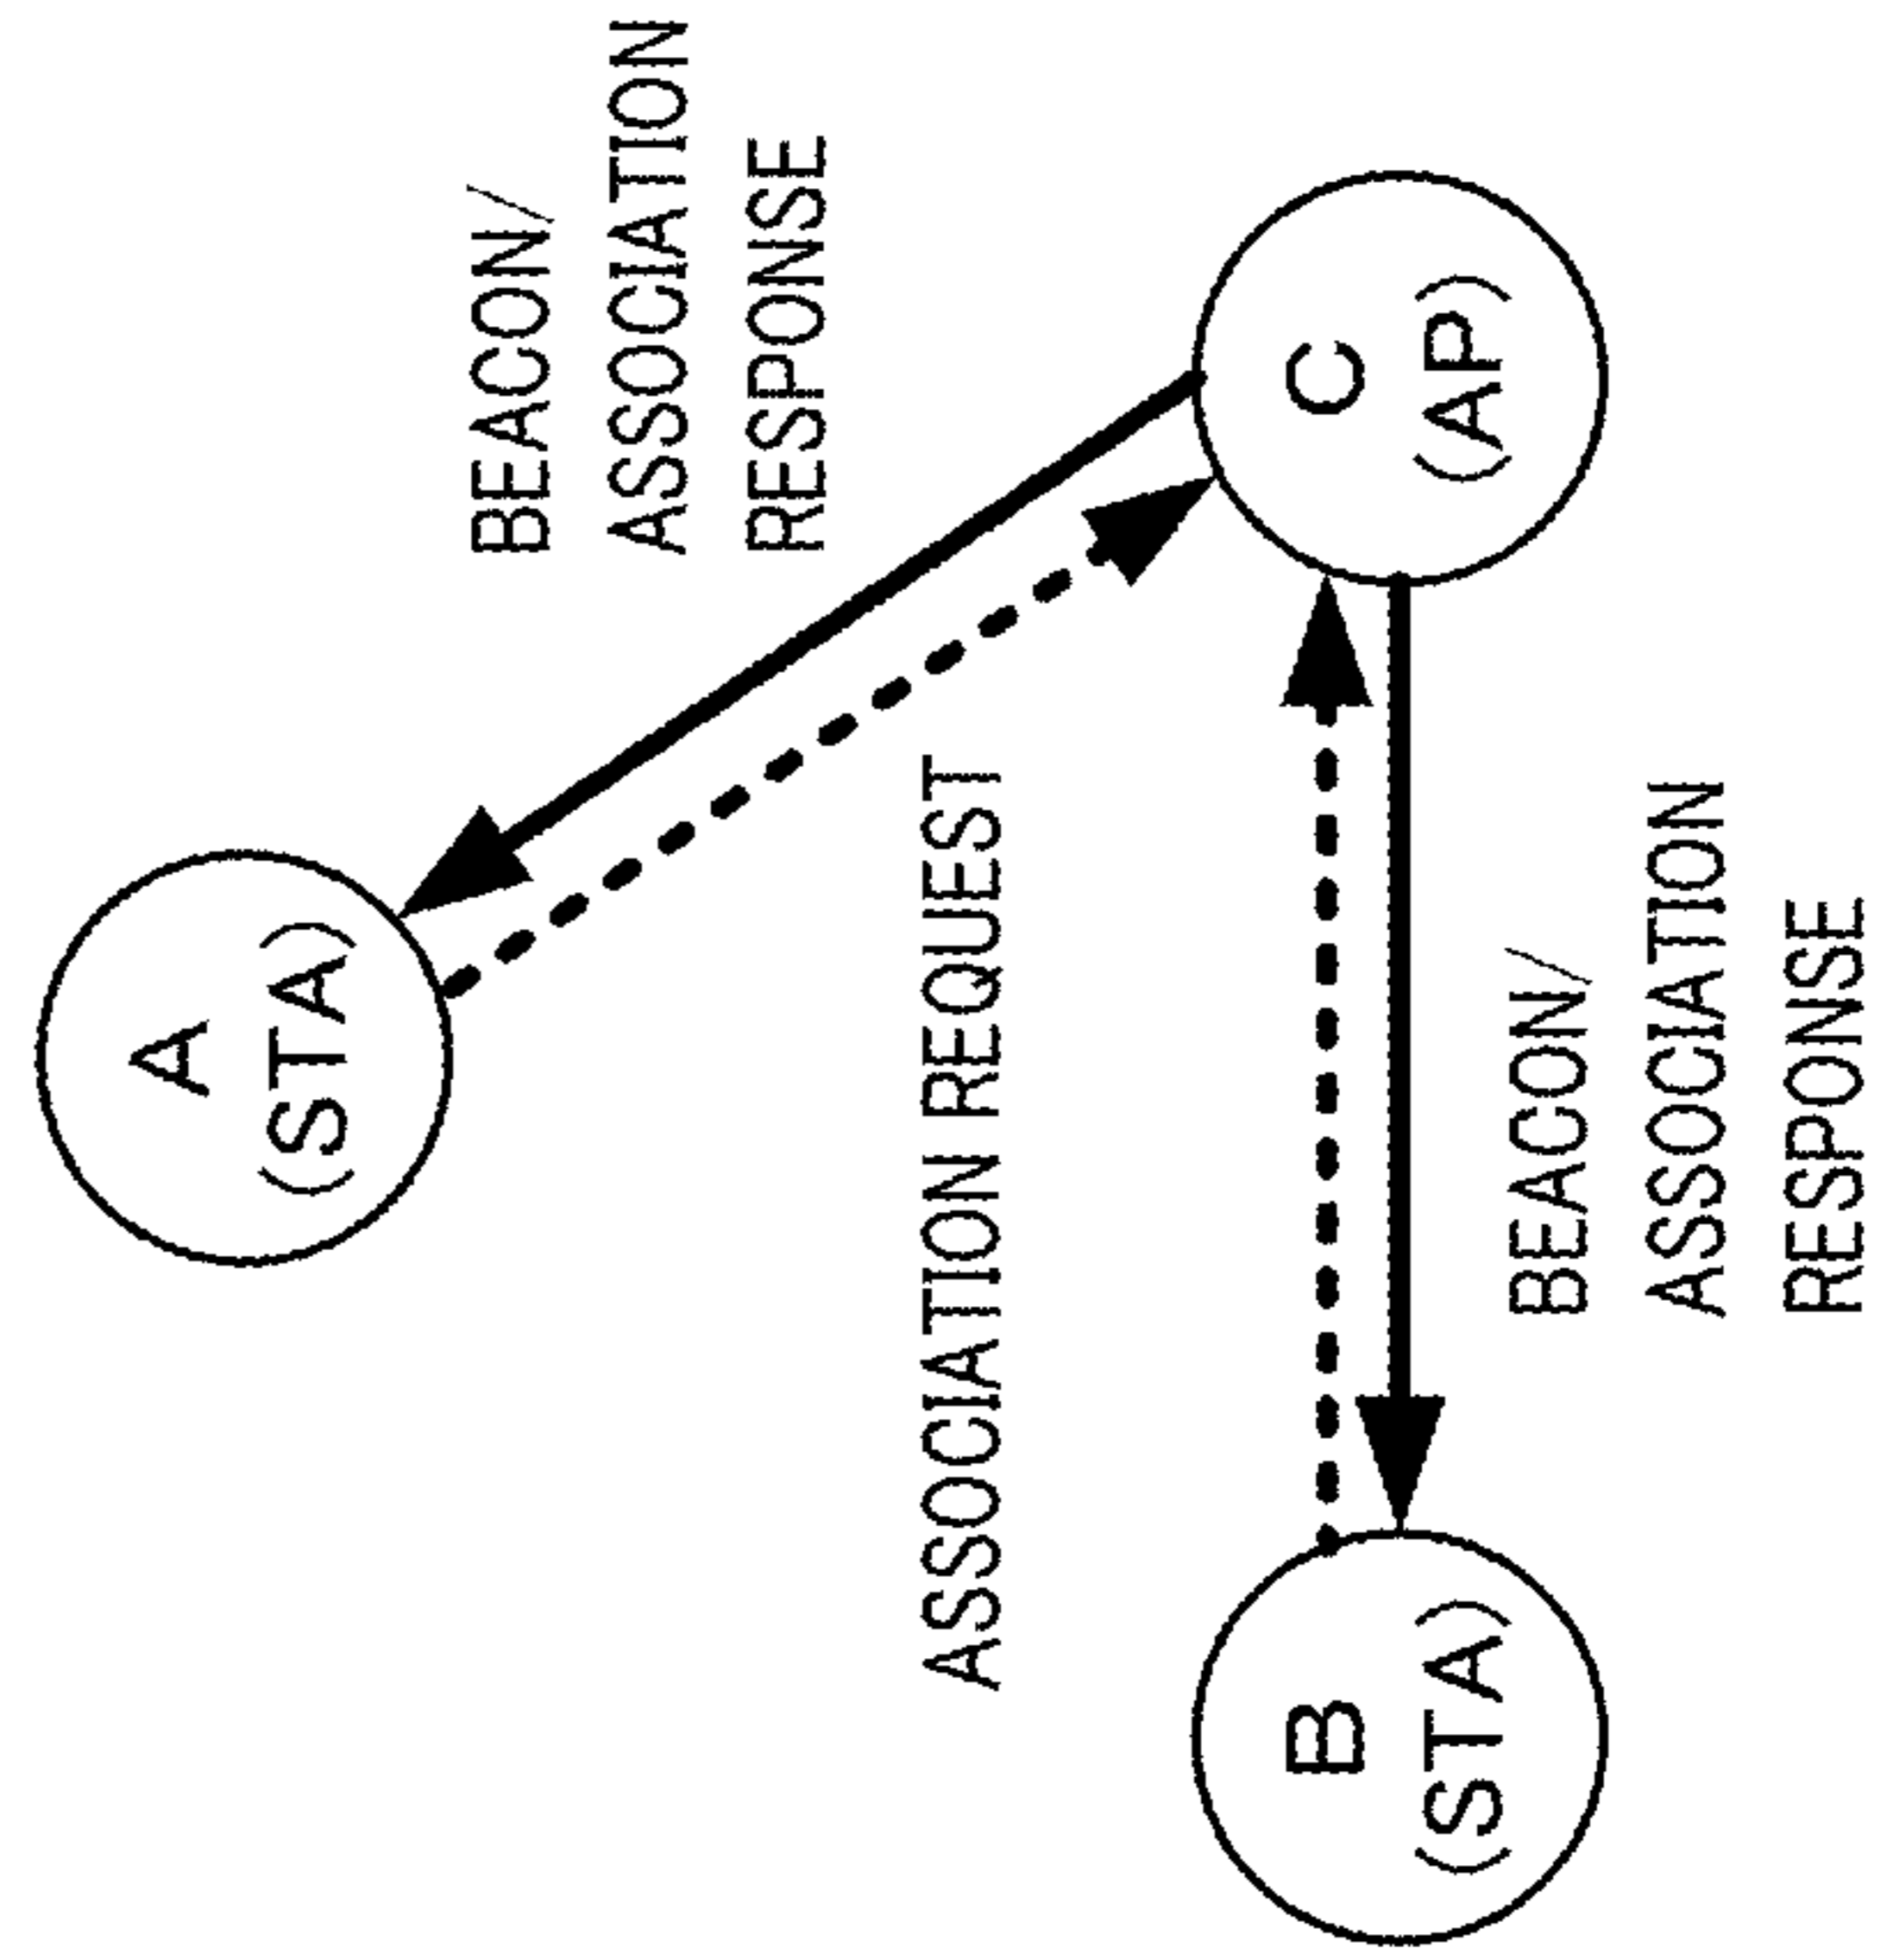 A
(STA)
BEACON/
ASSOCIATION
RESPONSE
ASSOCIATION REQUEST
B
(STA)
C
(AP)
BEACON/
ASSOCIATION
RESPONSE